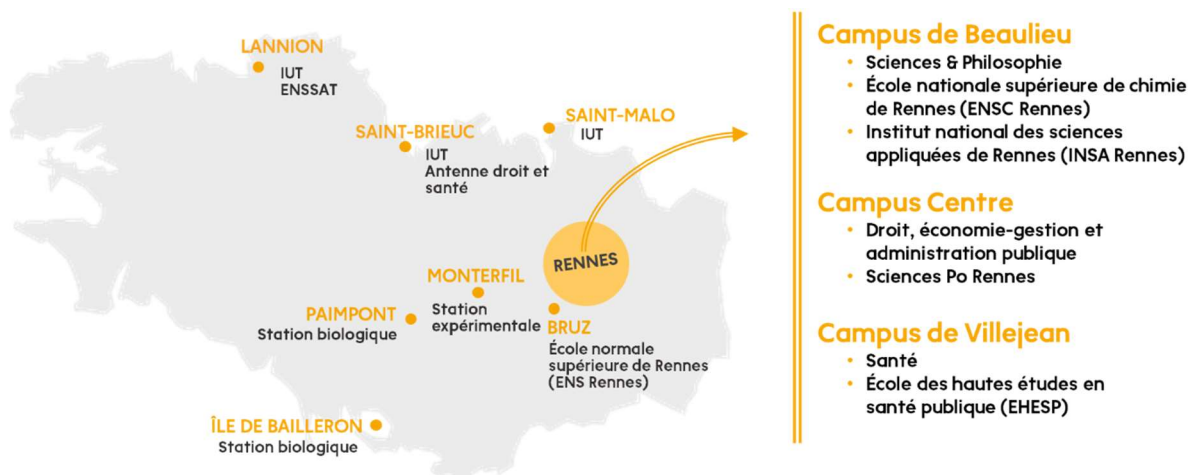 LANNION
IUT
ENSSAT
SAINT-BRIEUC
IUT
Antenne droit et
santé
SAINT-MALO
IUT
RENNES
MONTERFIL
Station
expérimentale
PAIMPONT
Station biologique
BRUZ
École normale
supérieure de Rennes
(ENS Rennes)
ÎLE DE BAILLERON
Station biologique
Campus de Beaulieu
• Sciences & Philosophie
• École nationale supérieure de chimie
de Rennes (ENSC Rennes)
• Institut national des sciences
appliquées de Rennes (INSA Rennes)
Campus Centre
• Droit, économie-gestion et
administration publique
• Sciences Po Rennes
Campus de Villejean
• Santé
• École des hautes études en
santé publique (EHESP)